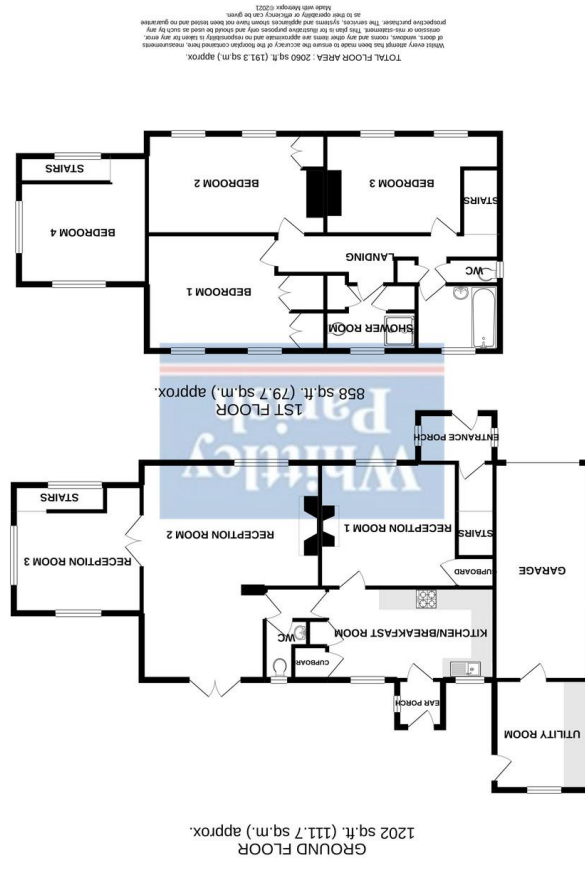 GROUND FLOOR
1202 sq.ft. (111.7 sq.m.) approx.
UTILITY ROOM
REAR PORCH
CUPBOARD
WC
KITCHEN/BREAKFAST ROOM
GARAGE
CUPBOARD
STAIRS
RECEPTION ROOM 1
RECEPTION ROOM 2
RECEPTION ROOM 3
STAIRS
ENTRANCE PORCH
Whittley
Parish
1ST FLOOR
858 sq.ft. (79.7 sq.m.) approx.
SHOWER ROOM
BEDROOM 1
WC
LANDING
BEDROOM 4
STAIRS
STAIRS
BEDROOM 3
BEDROOM 2
TOTAL FLOOR AREA : 2060 sq.ft. (191.3 sq.m.) approx.
Whilst every attempt has been made to ensure the accuracy of the floorplan contained here, measurements
of doors, windows, rooms and any other items are approximate and no responsibility is taken for any error,
omission or mis-statement. This plan is for illustrative purposes only and should be used as such by any
prospective purchaser. The services, systems and appliances shown have not been tested and no guarantee
as to their operability or efficiency can be given.
Made with Metropix ©2021